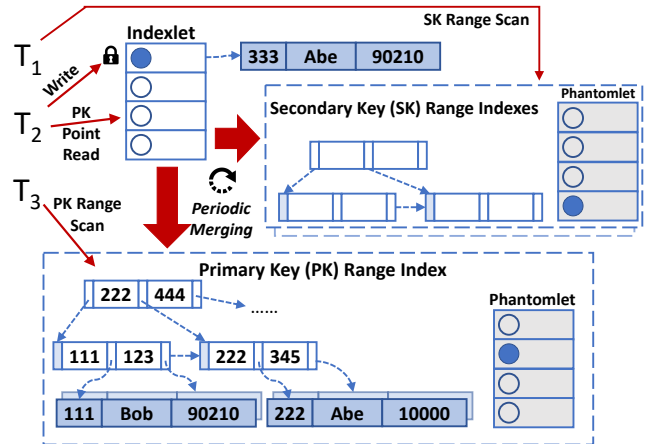 SK Range Scan
Indexlet
T1
333 Abe 90210
Write
T2
PK
Point
Read
Secondary Key (SK) Range Indexes
Phantomlet
T3
PK Range
Scan
Periodic
Merging
Primary Key (PK) Range Index
222 444
......
Phantomlet
111 123
222 345
111 Bob 90210
222 Abe 10000